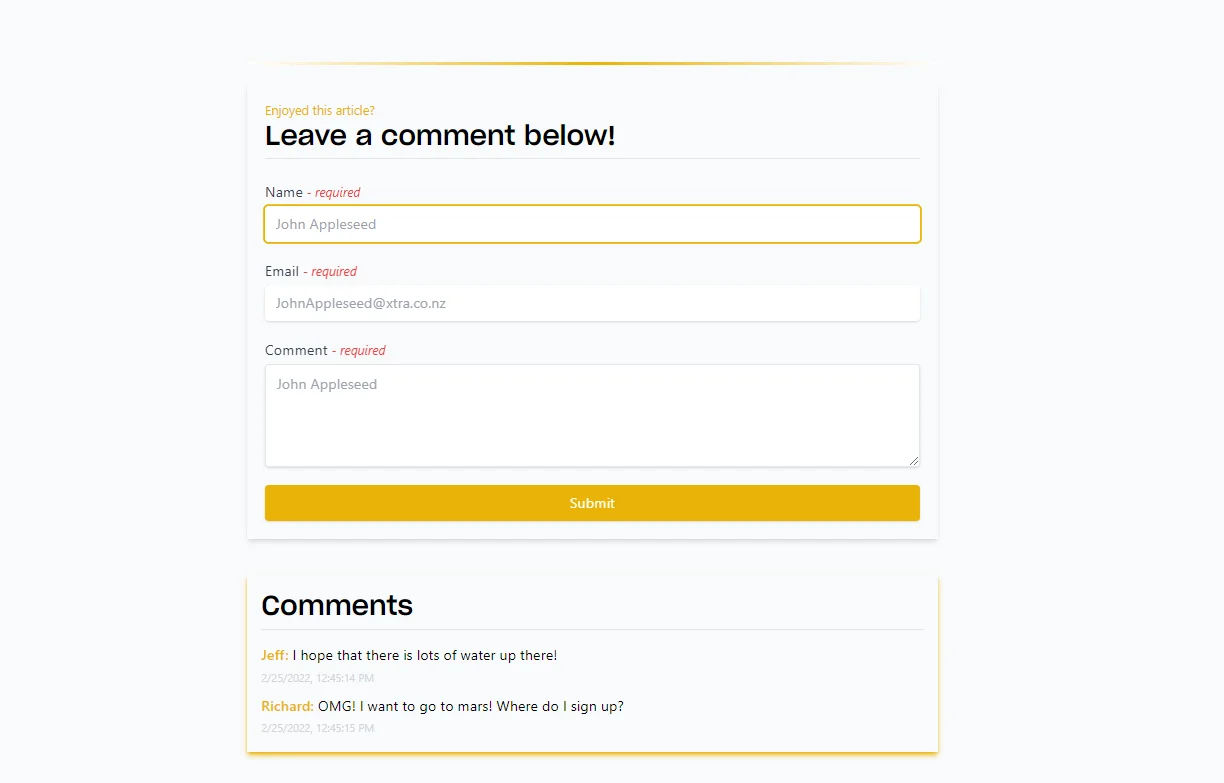 Enjoyed this article?
Leave a comment below!
Name - required
John Appleseed
Email - required
JohnAppleseed@xtra.co.nz
Comment - required
John Appleseed
Submit
Comments
Jeff: I hope that there is lots of water up there!
2/25/2022, 12:45:14 PM
Richard: OMG! I want to go to mars! Where do I sign up?
2/25/2022, 12:45:15 PM